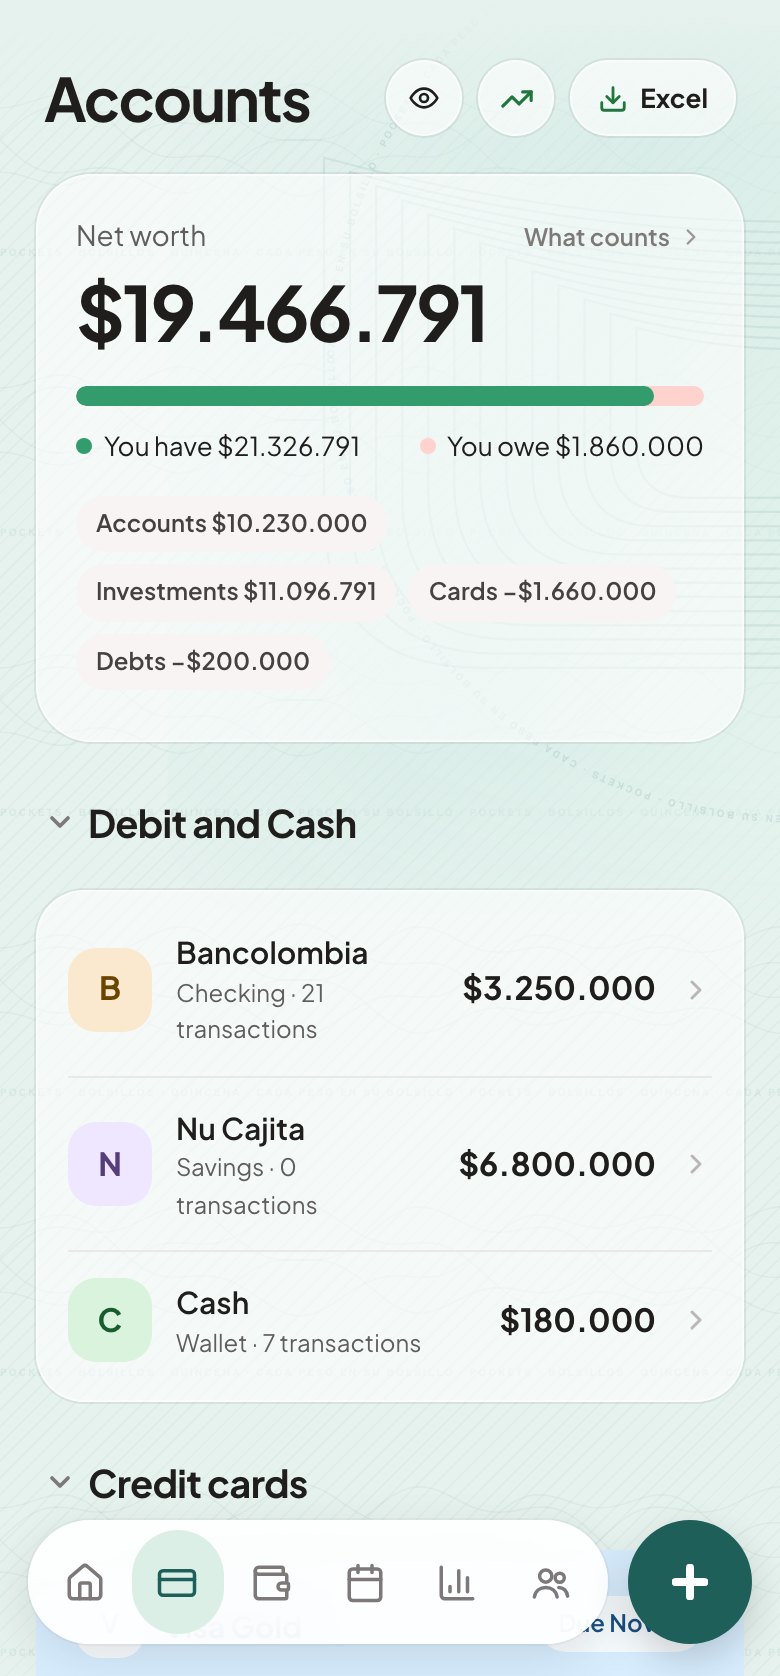 Accounts
Excel
Net worth
What counts
$19.466.791
You have $21.326.791
You owe $1.860.000
Accounts $10.230.000
Investments $11.096.791
Cards –$1.660.000
Debts –$200.000
Debit and Cash
B
Bancolombia
Checking · 21
transactions
$3.250.000
N
Nu Cajita
Savings · 0
transactions
$6.800.000
C
Cash
Wallet · 7 transactions
$180.000
Credit cards
V
Visa Gold